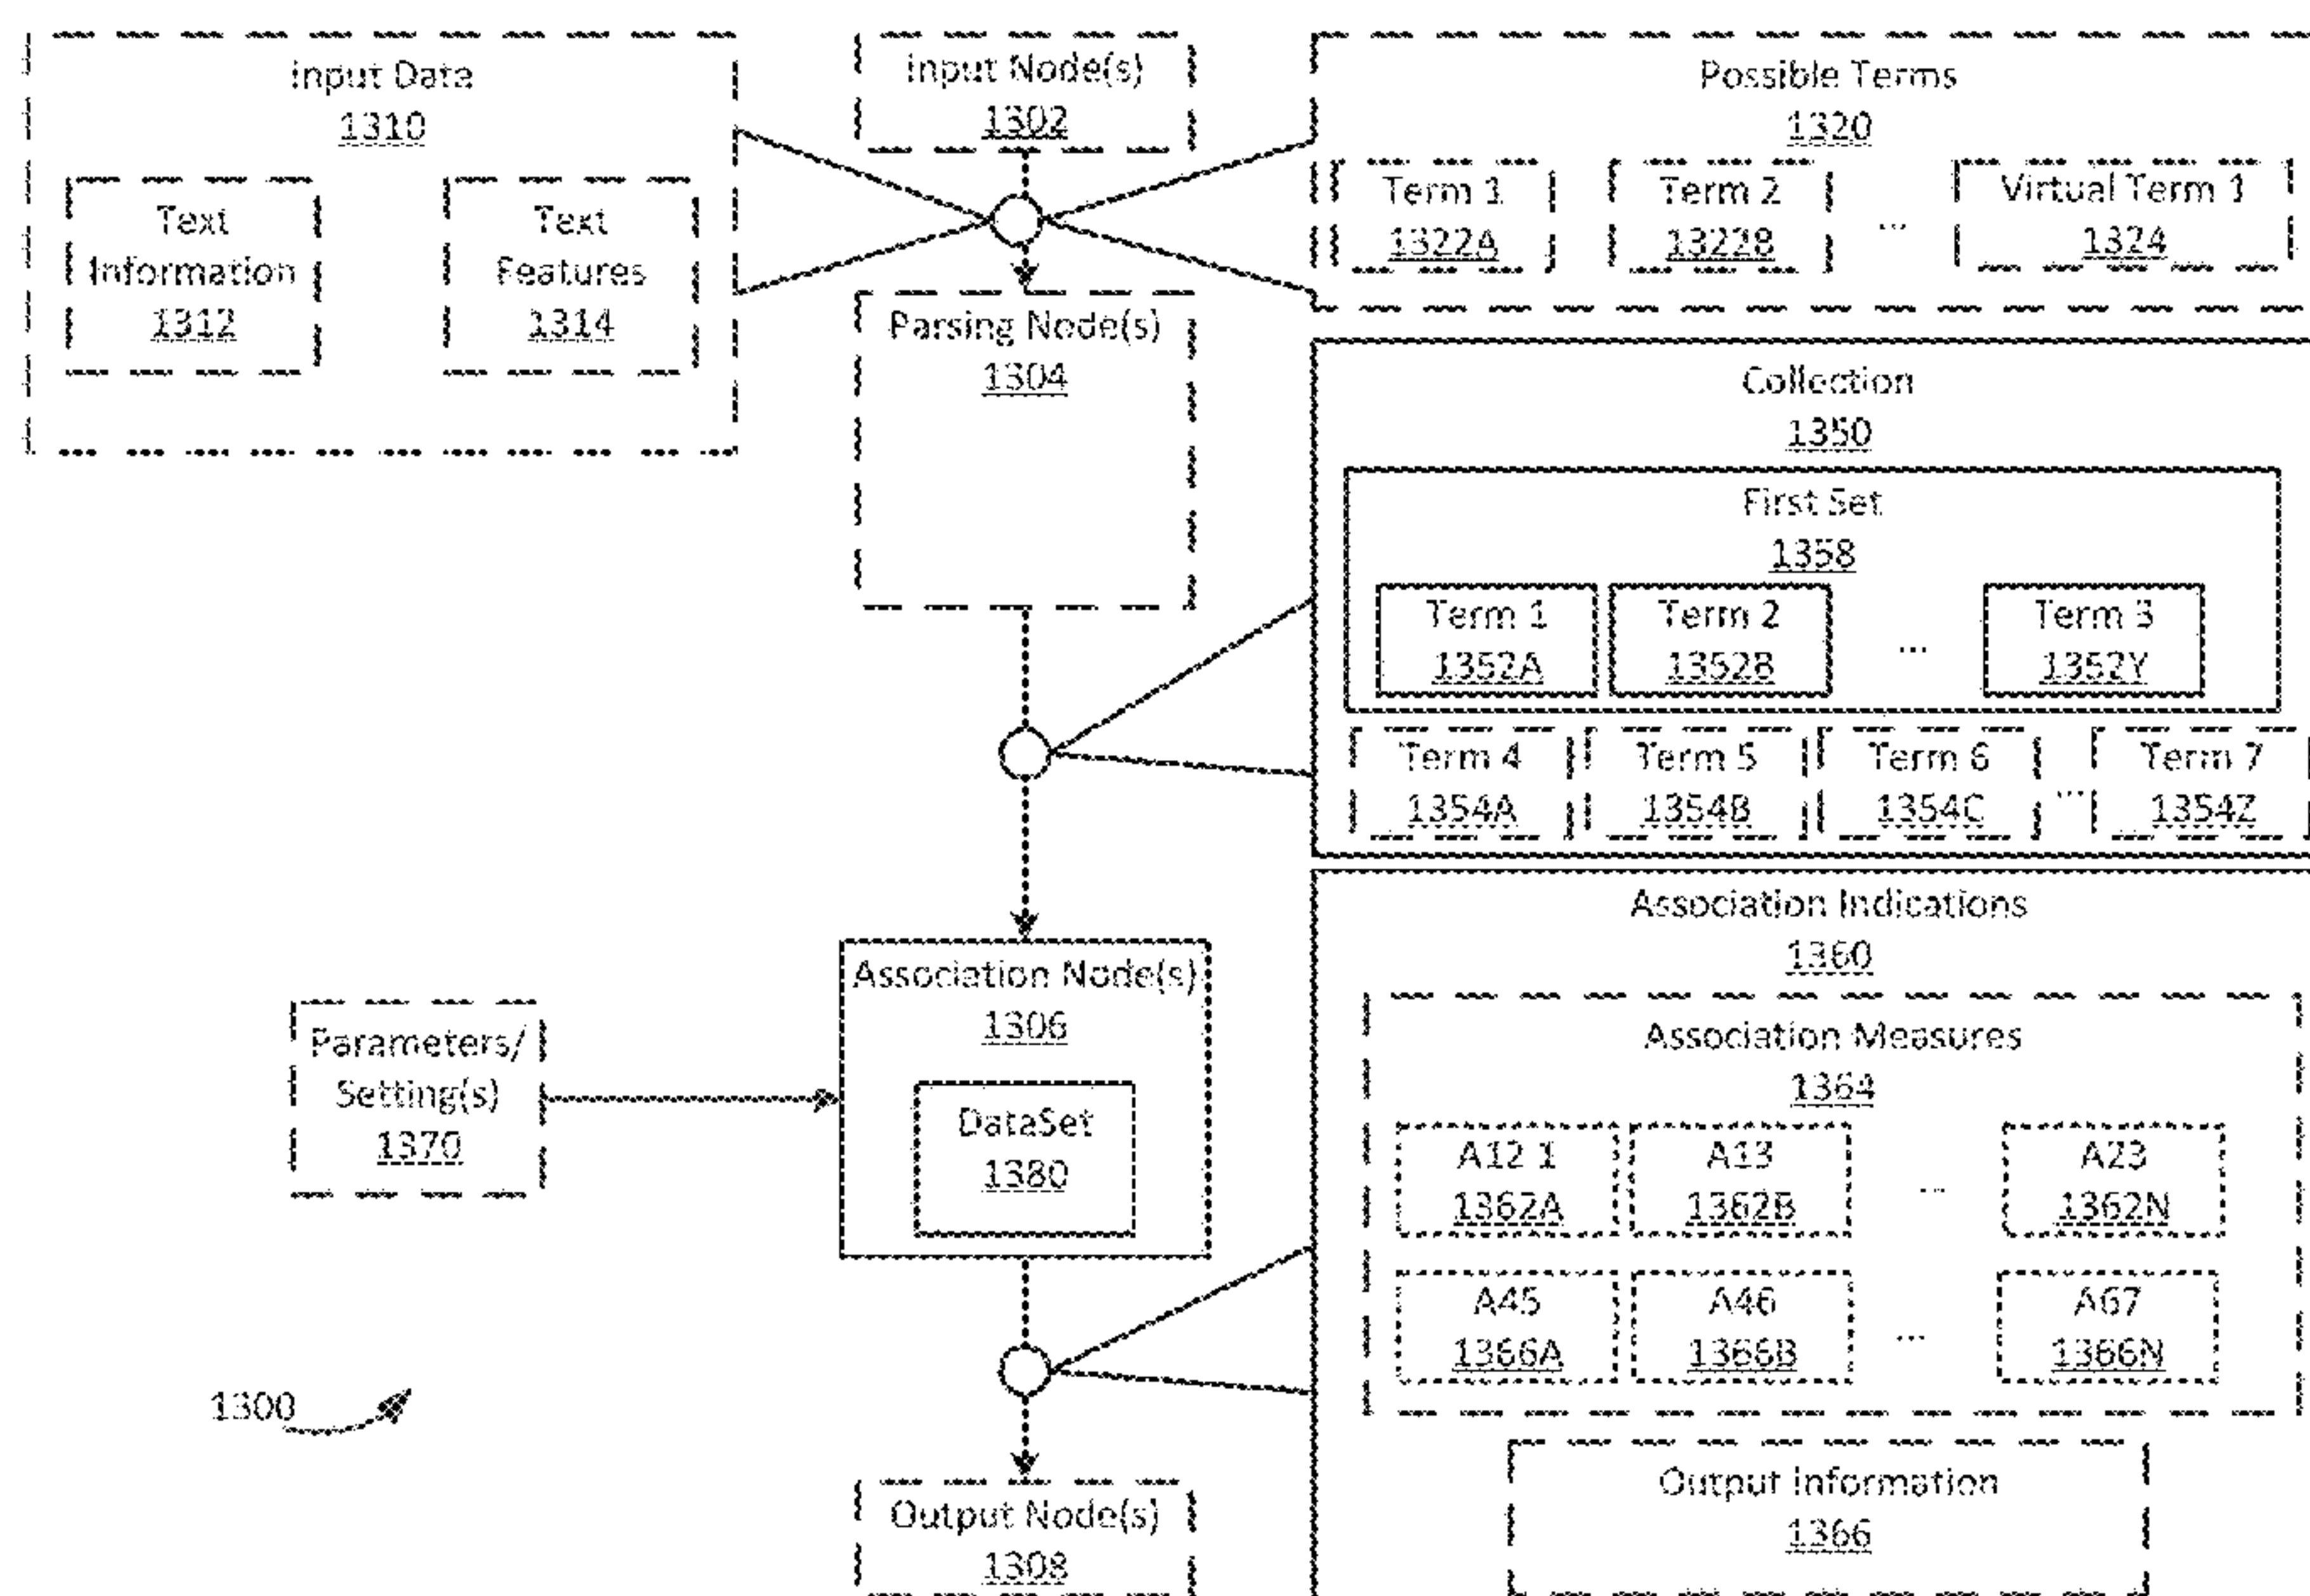 Input Data
1310
Text
Information
1312
Text
Features
1314
Input Node(s)
1302
Possible Terms
1320
Term 1
1322A
Term 2
1322B
...
Virtual Term 1
1324
Parsing Node(s)
1304
Collection
1350
First Set
1358
Term 1
1352A
Term 2
1352B
...
Term 3
1352Y
Term 4
1354A
Term 5
1354B
Term 6
1354C
...
Term 7
1354Z
Association Node(s)
1306
DataSet
1380
Parameters/
Setting(s)
1370
Association Indications
1360
Association Measures
1364
A12 1
1362A
A13
1362B
...
A23
1362N
A45
1366A
A46
1366B
...
A67
1366N
Output Information
1366
1300
Output Node(s)
1308